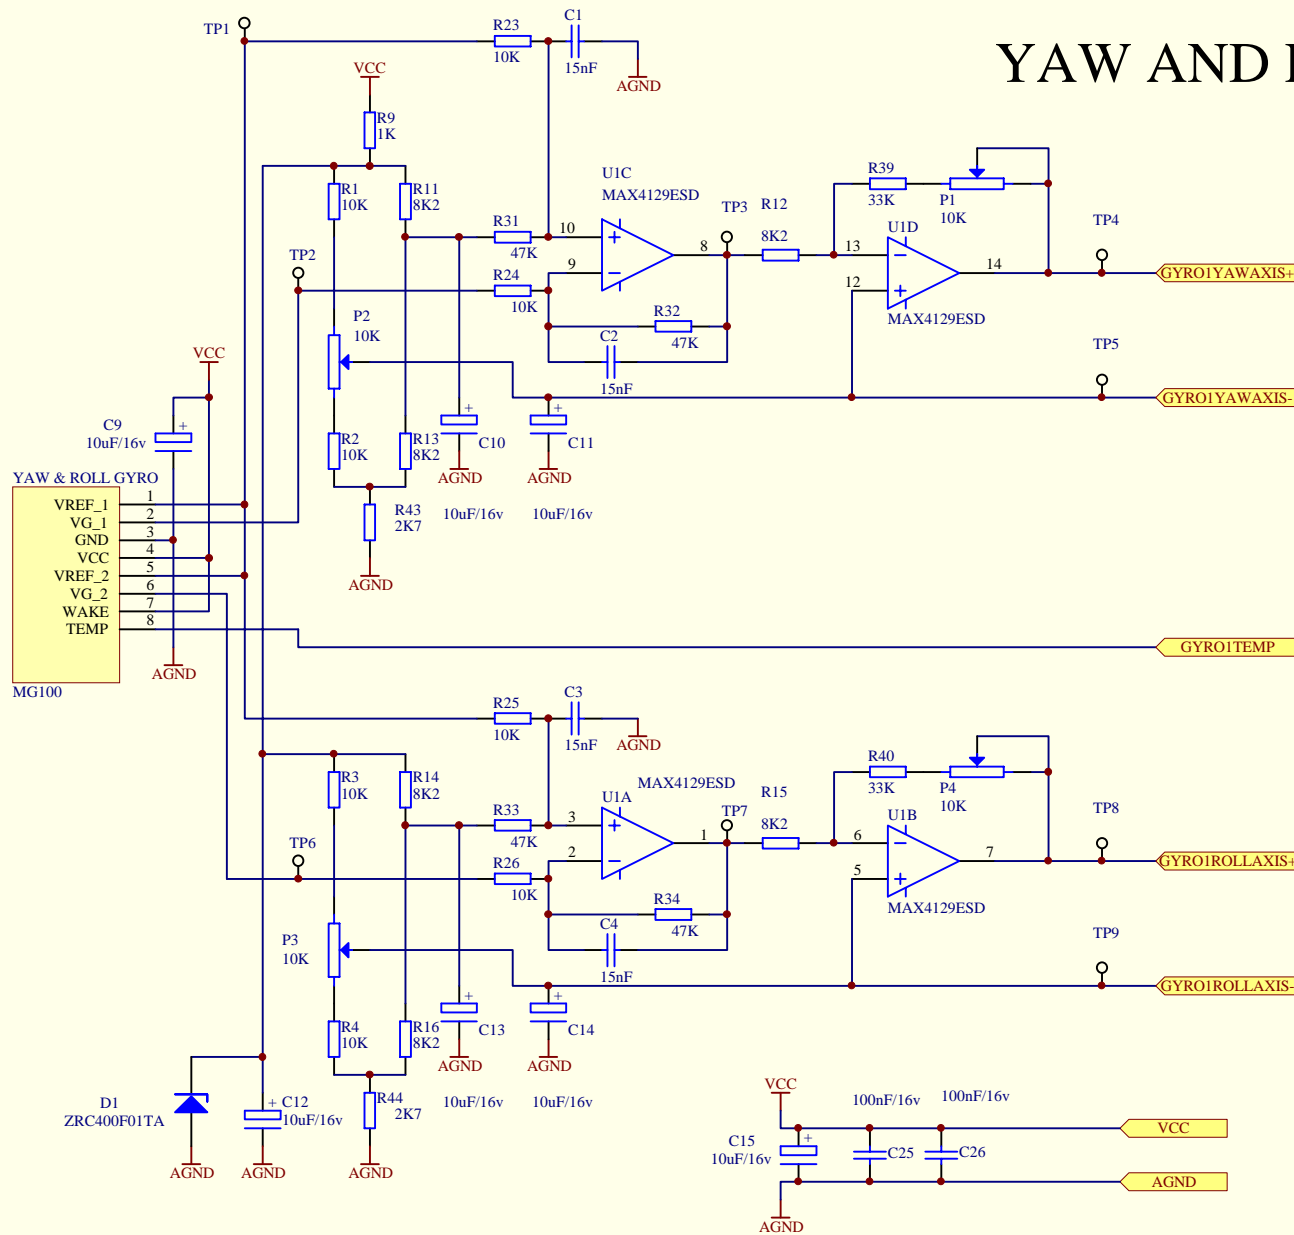 YAW AND
TP1
R23
10K
C1
15nF
AGND
VCC
R9
1K
R1
10K
R11
8K2
U1C
MAX4129ESD
R31
47K
10
9
8
TP3
R12
8K2
R39
33K
P1
10K
U1D
13
12
14
MAX4129ESD
TP4
GYRO1YAWAXIS+
TP2
R24
10K
R32
47K
C2
15nF
P2
10K
TP5
GYRO1YAWAXIS-
VCC
C9
10uF/16v
+
R2
10K
R13
8K2
+
C10
AGND
10uF/16v
+
C11
AGND
10uF/16v
R43
2K7
AGND
YAW & ROLL GYRO
VREF_1 1
VG_1 2
GND 3
VCC 4
VREF_2 5
VG_2 6
WAKE 7
TEMP 8
MG100
AGND
GYRO1TEMP
R25
10K
C3
15nF
AGND
R3
10K
R14
8K2
MAX4129ESD
U1A
R33
47K
3
2
1
TP7
R15
8K2
R40
33K
P4
10K
U1B
6
5
7
MAX4129ESD
TP8
GYRO1ROLLAXIS+
TP6
R26
10K
R34
47K
C4
15nF
P3
10K
TP9
GYRO1ROLLAXIS-
R4
10K
R16
8K2
+
C13
AGND
10uF/16v
+
C14
AGND
10uF/16v
R44
2K7
AGND
D1
ZRC400F01TA
AGND
+
C12
10uF/16v
AGND
VCC
C15
10uF/16v
+
100nF/16v
C25
100nF/16v
C26
VCC
AGND
AGND